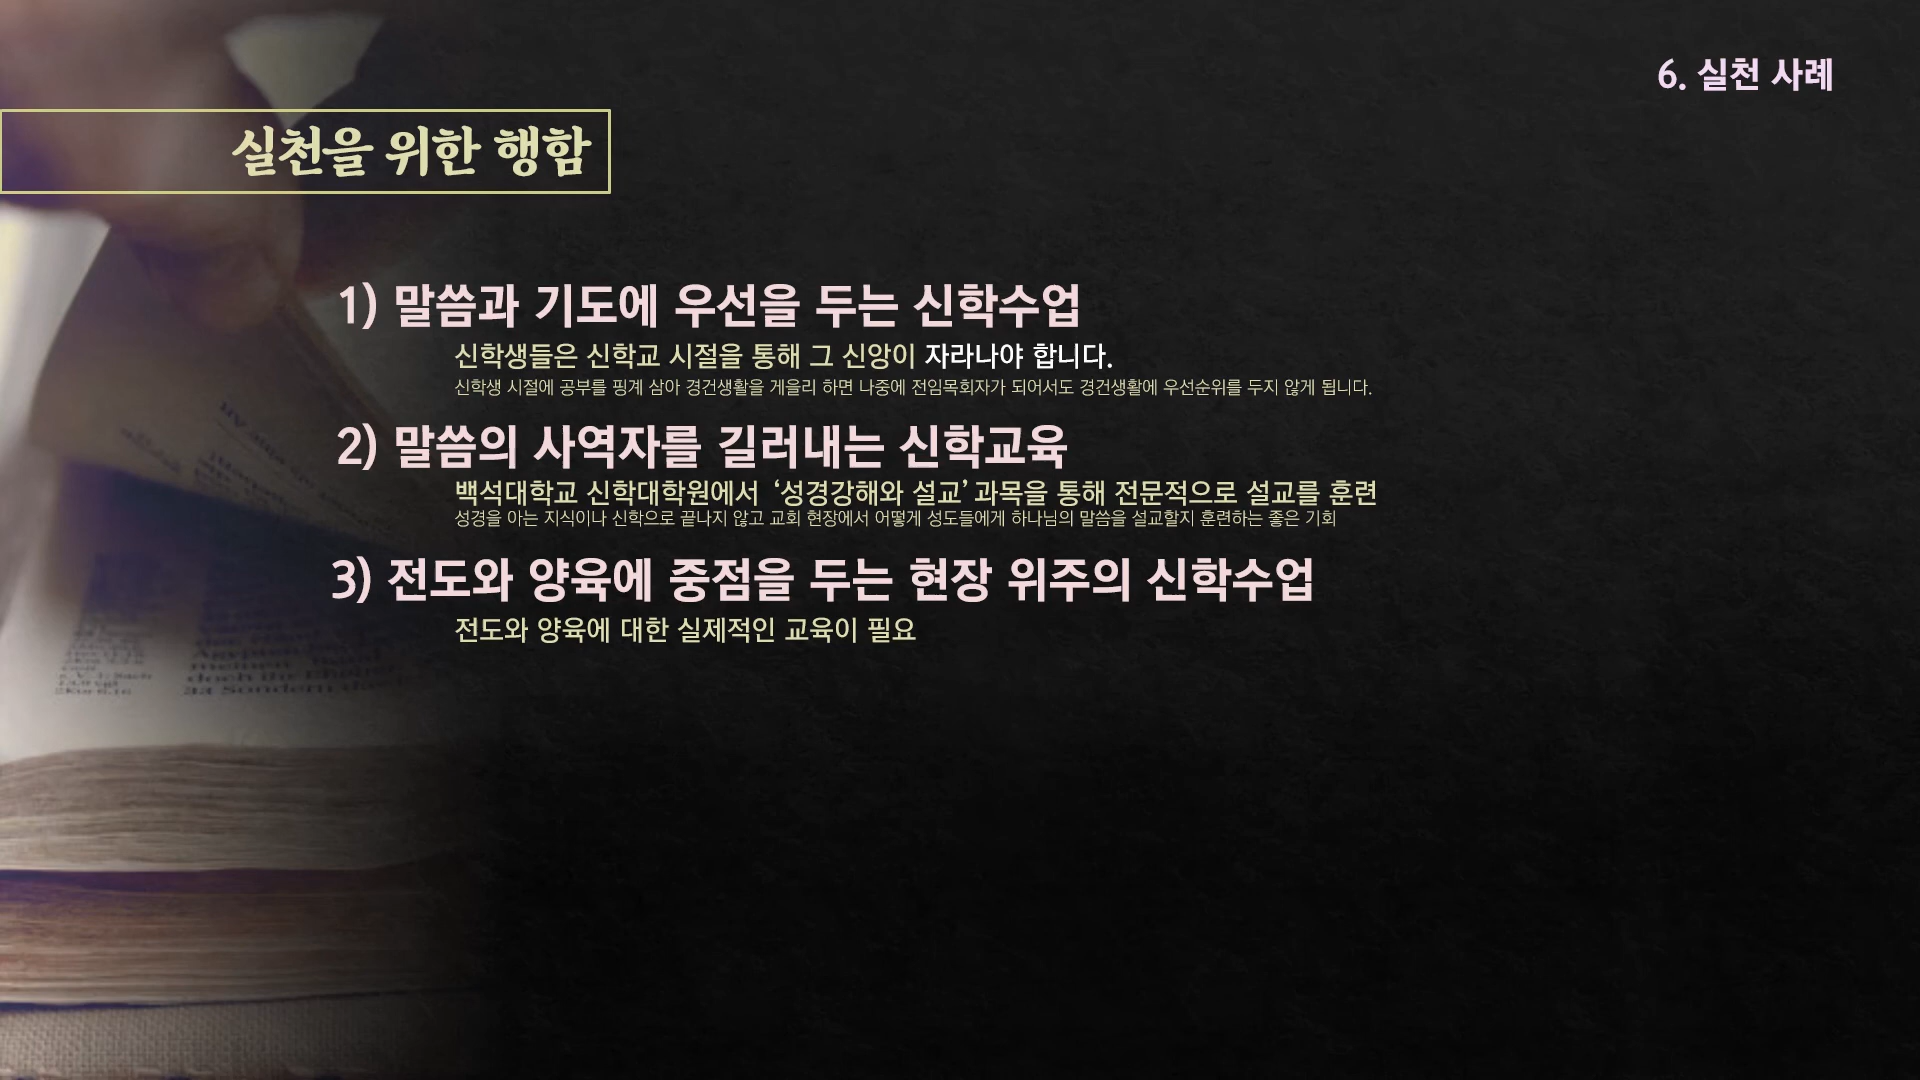 6. 실천 사례
실천을 위한 행함
1) 말씀과 기도에 우선을 두는 신학수업
신학생들은 신학교 시절을 통해 그 신앙이 자라나야 합니다.
신학생 시절에 공부를 핑계 삼아 경건생활을 게을리 하면 나중에 전임목회자가 되어서도 경건생활에 우선순위를 두지 않게 됩니다.
2) 말씀의 사역자를 길러내는 신학교육
백석대학교 신학대학원에서 ‘성경강해와 설교’ 과목을 통해 전문적으로 설교를 훈련
성경을 아는 지식이나 신학으로 끝나지 않고 교회 현장에서 어떻게 성도들에게 하나님의 말씀을 설교할지 훈련하는 좋은 기회
3) 전도와 양육에 중점을 두는 현장 위주의 신학수업
전도와 양육에 대한 실제적인 교육이 필요